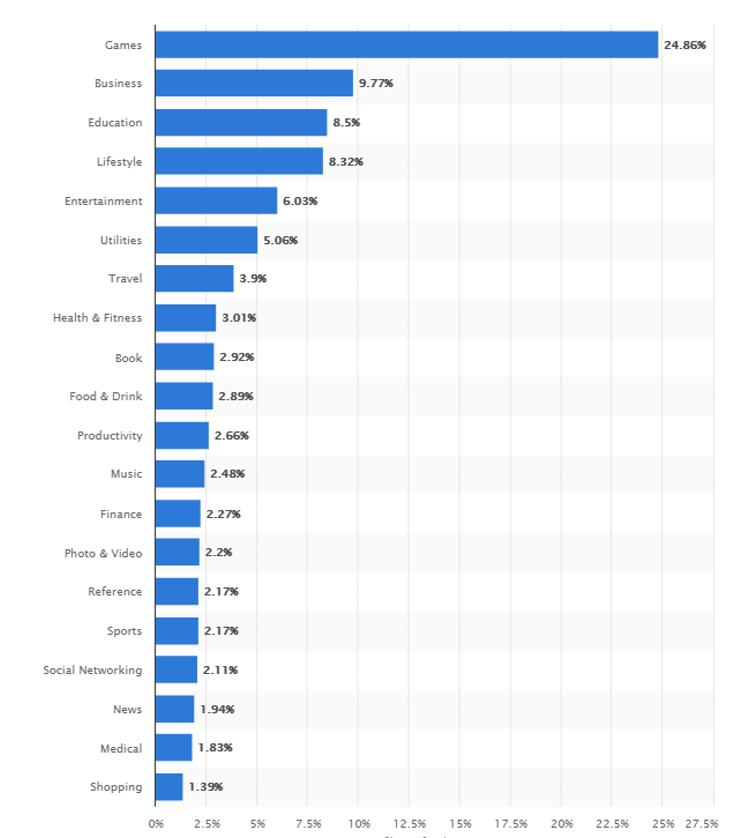 Games 24.86%
Business 9.77%
Education 8.5%
Lifestyle 8.32%
Entertainment 6.03%
Utilities 5.06%
Travel 3.9%
Health & Fitness 3.01%
Book 2.92%
Food & Drink 2.89%
Productivity 2.66%
Music 2.48%
Finance 2.27%
Photo & Video 2.2%
Reference 2.17%
Sports 2.17%
Social Networking 2.11%
News 1.94%
Medical 1.83%
Shopping 1.39%
0% 2.5% 5% 7.5% 10% 12.5% 15% 17.5% 20% 22.5% 25% 27.5%